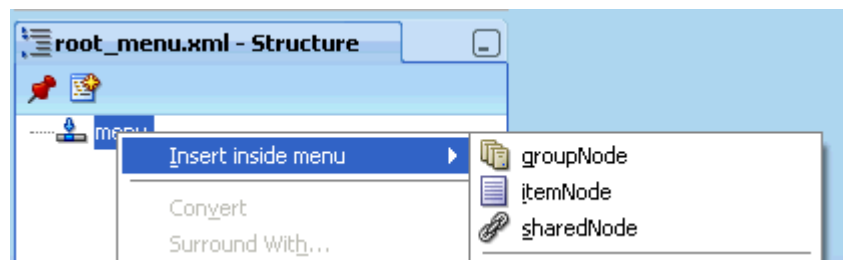 root_menu.xml - Structure
menu
Insert inside menu
groupNode
itemNode
sharedNode
Convert
Surround With...